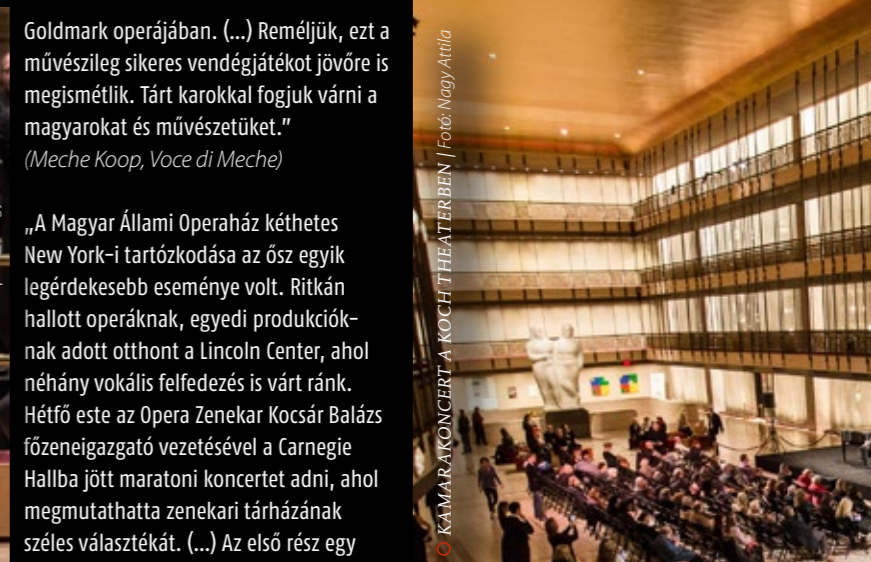 Goldmark operájában. (...) Reméljük, ezt a
művészileg sikeres vendégjátékot jövőre is
megismétlik. Tárt karokkal fogjuk várni a
magyarokat és művészetüket.”
(Meche Koop, Voce di Meche)
„A Magyar Állami Operaház kéthetes
New York-i tartózkodása az ősz egyik
legérdekesebb eseménye volt. Ritkán
hallott operáknak, egyedi produkciók-
nak adott otthont a Lincoln Center, ahol
néhány vokális felfedezés is várt ránk.
Hétfő este az Opera Zenekar Kocsár Balázs
főzeneigazgató vezetésével a Carnegie
Hallba jött maratoni koncertet adni, ahol
megmutathatta zenekari tárházának
széles választékát. (...) Az első rész egy
KAMARAKONCERT A KOCH THEATERBEN | Fotó: Nagy Attila